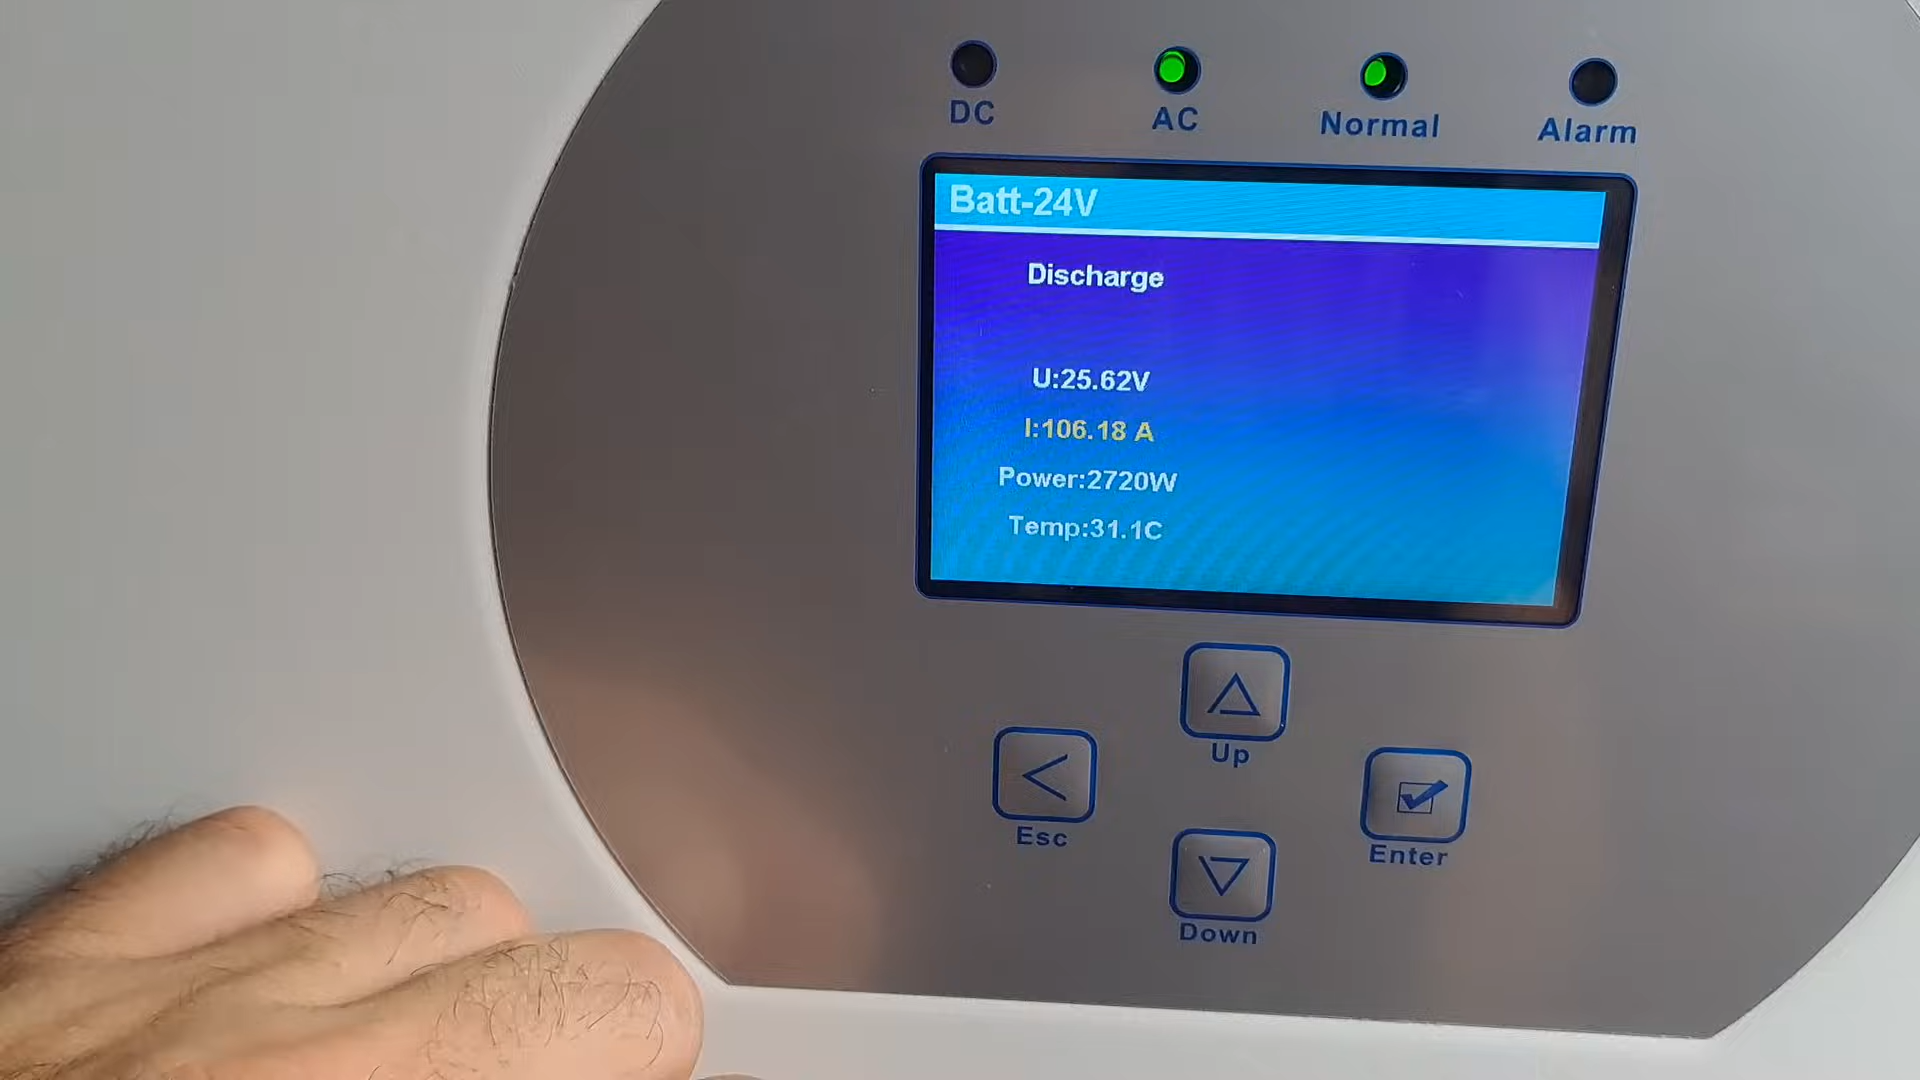 DC
AC
Normal
Alarm
Batt-24V
Discharge
U:25.62V
I:106.18 A
Power:2720W
Temp:31.1C
Up
Esc
Enter
Down